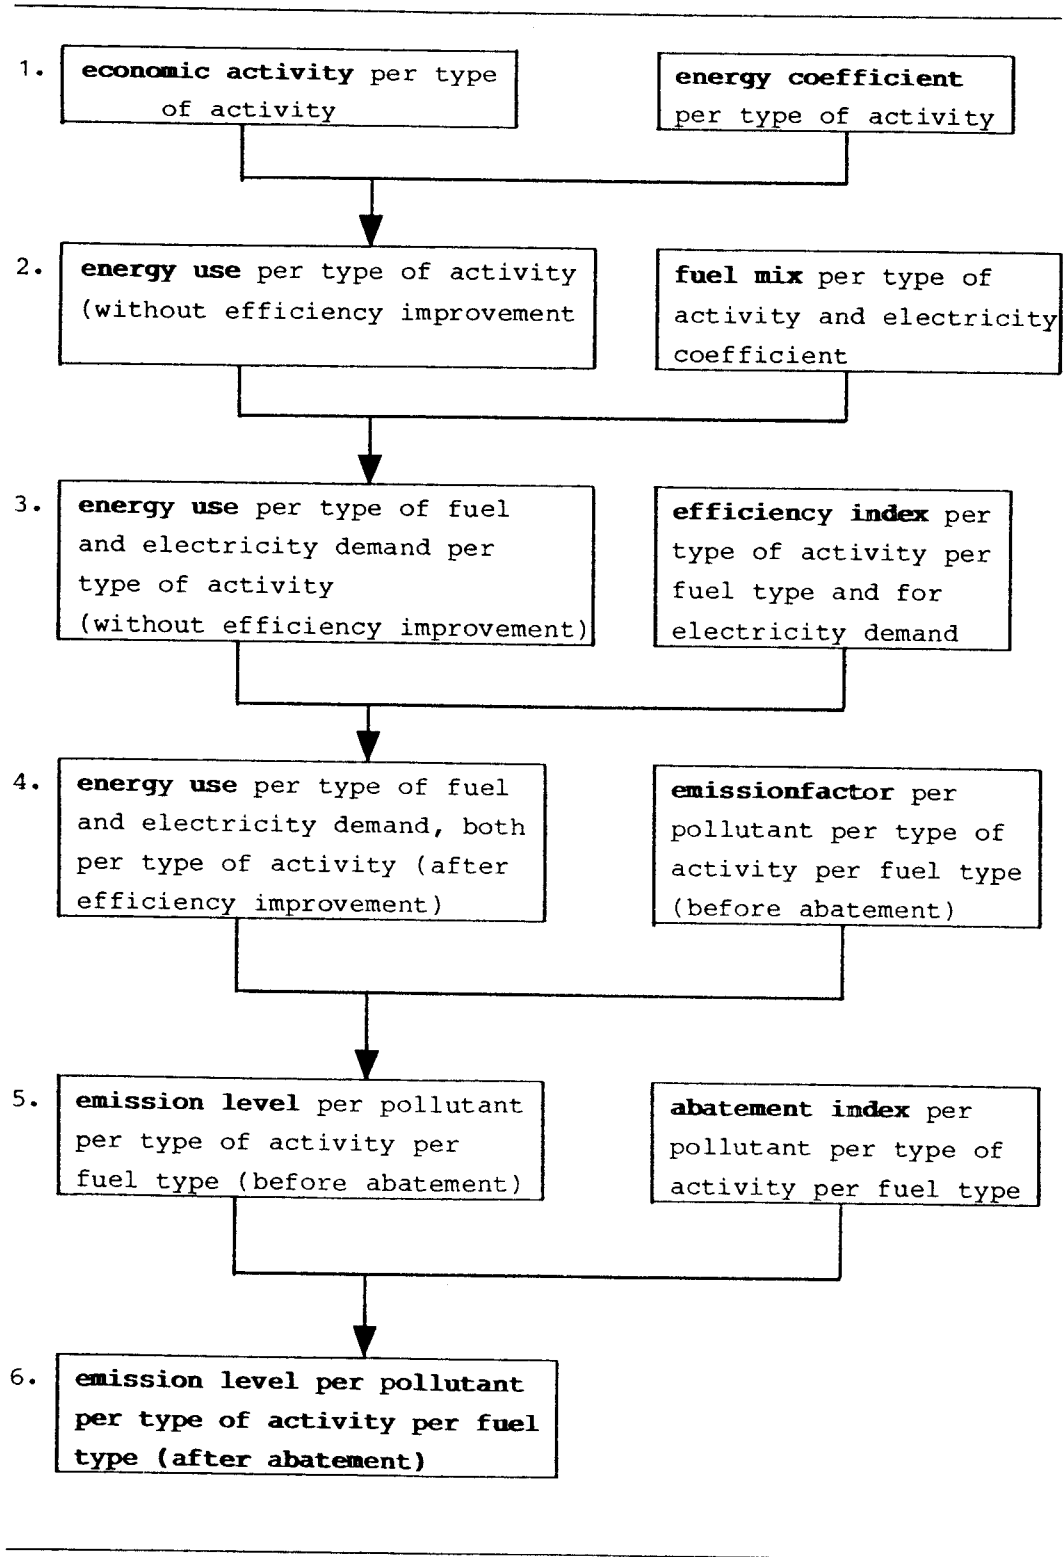 1. economic activity per type
of activity
energy coefficient
per type of activity
2. energy use per type of activity
(without efficiency improvement
fuel mix per type of
activity and electricity
coefficient
3. energy use per type of fuel
and electricity demand per
type of activity
(without efficiency improvement)
efficiency index per
type of activity per
fuel type and for
electricity demand
4. energy use per type of fuel
and electricity demand, both
per type of activity (after
efficiency improvement)
emissionfactor per
pollutant per type of
activity per fuel type
(before abatement)
5. emission level per pollutant
per type of activity per
fuel type (before abatement)
abatement index per
pollutant per type of
activity per fuel type
6. emission level per pollutant
per type of activity per fuel
type (after abatement)